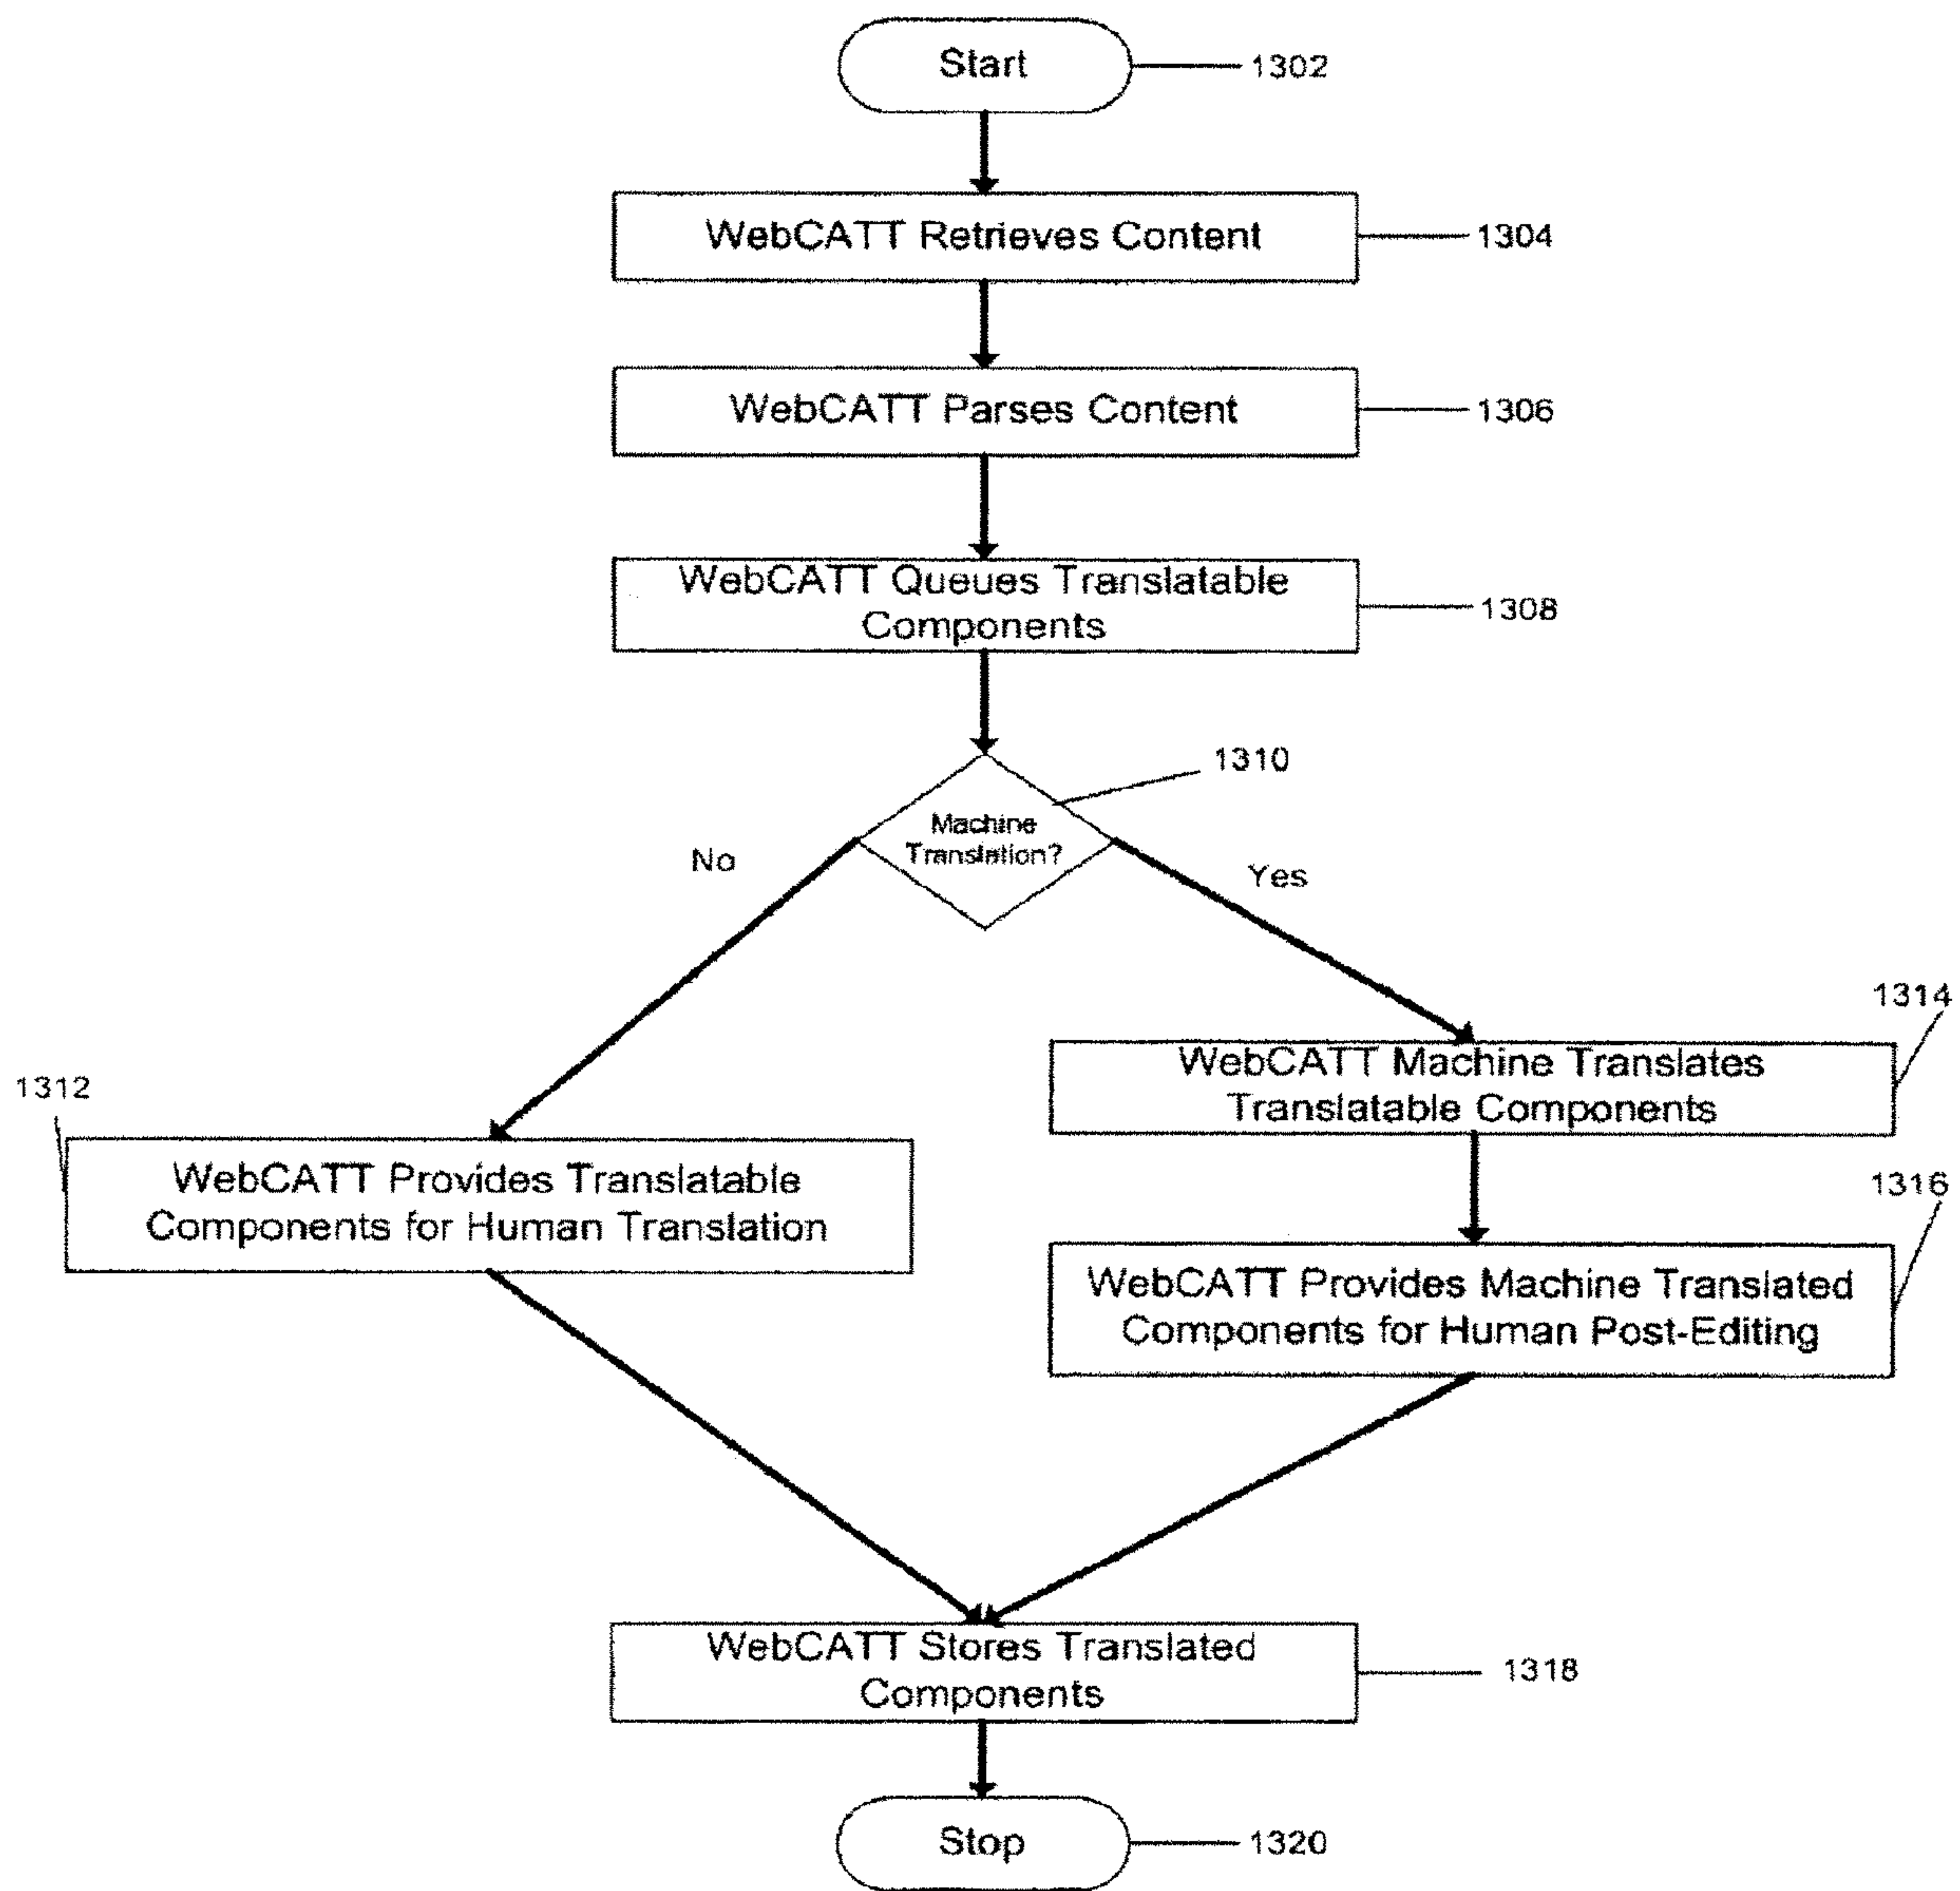 Start
1302
WebCATT Retrieves Content
1304
WebCATT Parses Content
1306
WebCATT Queues Translatable
Components
1308
1310
Machine
Translation?
No
Yes
1314
WebCATT Machine Translates
Translatable Components
1312
WebCATT Provides Translatable
Components for Human Translation
1316
WebCATT Provides Machine Translated
Components for Human Post-Editing
WebCATT Stores Translated
Components
1318
Stop
1320